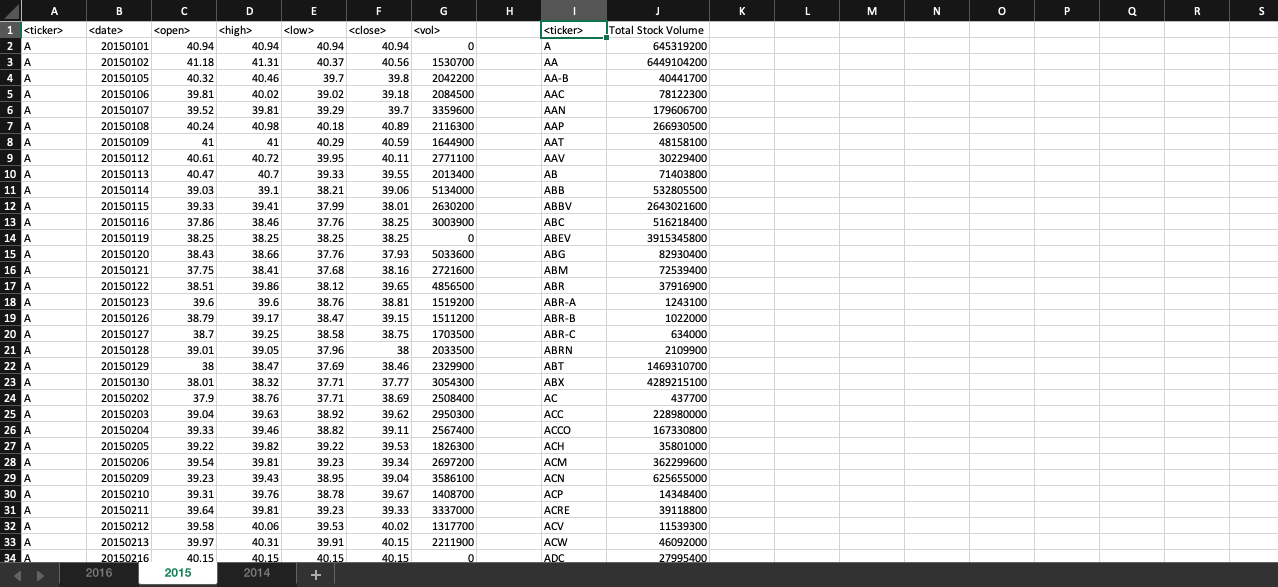 A B C D E F G H I J K L M N O P Q R S
1 <ticker> <date> <open> <high> <low> <close> <vol> <ticker> Total Stock Volume
2 A 20150101 40.94 40.94 40.94 40.94 0 A 645319200
3 A 20150102 41.18 41.31 40.37 40.56 1530700 AA 6449104200
4 A 20150105 40.32 40.46 39.7 39.8 2042200 AA-B 40441700
5 A 20150106 39.81 40.02 39.02 39.18 2084500 AAC 78122300
6 A 20150107 39.52 39.81 39.29 39.7 3359600 AAN 179606700
7 A 20150108 40.24 40.98 40.18 40.89 2116300 AAP 266930500
8 A 20150109 41 41 40.29 40.59 1644900 AAT 48158100
9 A 20150112 40.61 40.72 39.95 40.11 2771100 AAV 30229400
10 A 20150113 40.47 40.7 39.33 39.55 2013400 AB 71403800
11 A 20150114 39.03 39.1 38.21 39.06 5134000 ABB 532805500
12 A 20150115 39.33 39.41 37.99 38.01 2630200 ABBV 2643021600
13 A 20150116 37.86 38.46 37.76 38.25 3003900 ABC 516218400
14 A 20150119 38.25 38.25 38.25 38.25 0 ABEV 3915345800
15 A 20150120 38.43 38.66 37.76 37.93 5033600 ABG 82930400
16 A 20150121 37.75 38.41 37.68 38.16 2721600 ABM 72539400
17 A 20150122 38.51 39.86 38.12 39.65 4856500 ABR 37916900
18 A 20150123 39.6 39.6 38.76 38.81 1519200 ABR-A 1243100
19 A 20150126 38.79 39.17 38.47 39.15 1511200 ABR-B 1022000
20 A 20150127 38.7 39.25 38.58 38.75 1703500 ABR-C 634000
21 A 20150128 39.01 39.05 37.96 38 2033500 ABRN 2109900
22 A 20150129 38 38.47 37.69 38.46 2329900 ABT 1469310700
23 A 20150130 38.01 38.32 37.71 37.77 3054300 ABX 4289215100
24 A 20150202 37.9 38.76 37.71 38.69 2508400 AC 437700
25 A 20150203 39.04 39.63 38.92 39.62 2950300 ACC 228980000
26 A 20150204 39.33 39.46 38.82 39.11 2567400 ACCO 167330800
27 A 20150205 39.22 39.82 39.22 39.53 1826300 ACH 35801000
28 A 20150206 39.54 39.81 39.23 39.34 2697200 ACM 362299600
29 A 20150209 39.23 39.43 38.95 39.04 3586100 ACN 625655000
30 A 20150210 39.31 39.76 38.78 39.67 1408700 ACP 14348400
31 A 20150211 39.64 39.81 39.23 39.33 3337000 ACRE 39118800
32 A 20150212 39.58 40.06 39.53 40.02 1317700 ACV 11539300
33 A 20150213 39.97 40.31 39.91 40.15 2211900 ACW 46092000
34 A 20150216 40.15 40.15 40.15 40.15 0 ADC 27995400
2016 2015 2014 +